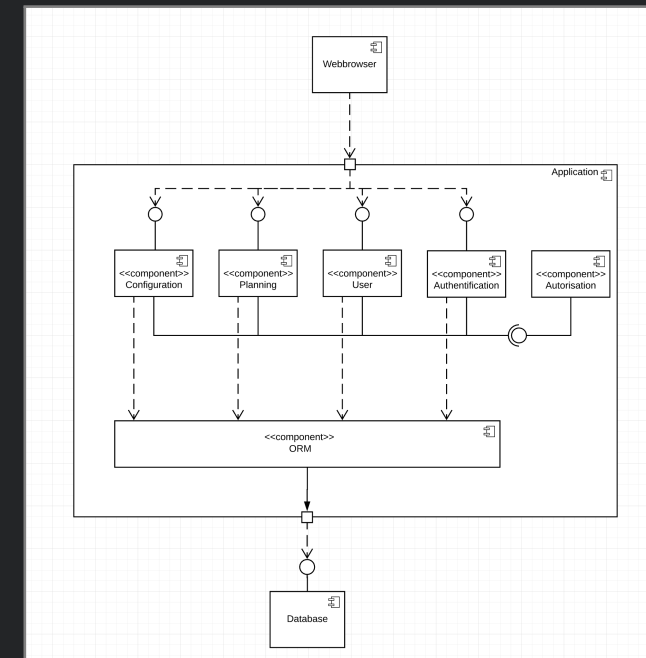 Webbrowser
Application
<<component>>
Configuration
<<component>>
Planning
<<component>>
User
<<component>>
Authentification
<<component>>
Autorisation
<<component>>
ORM
Database